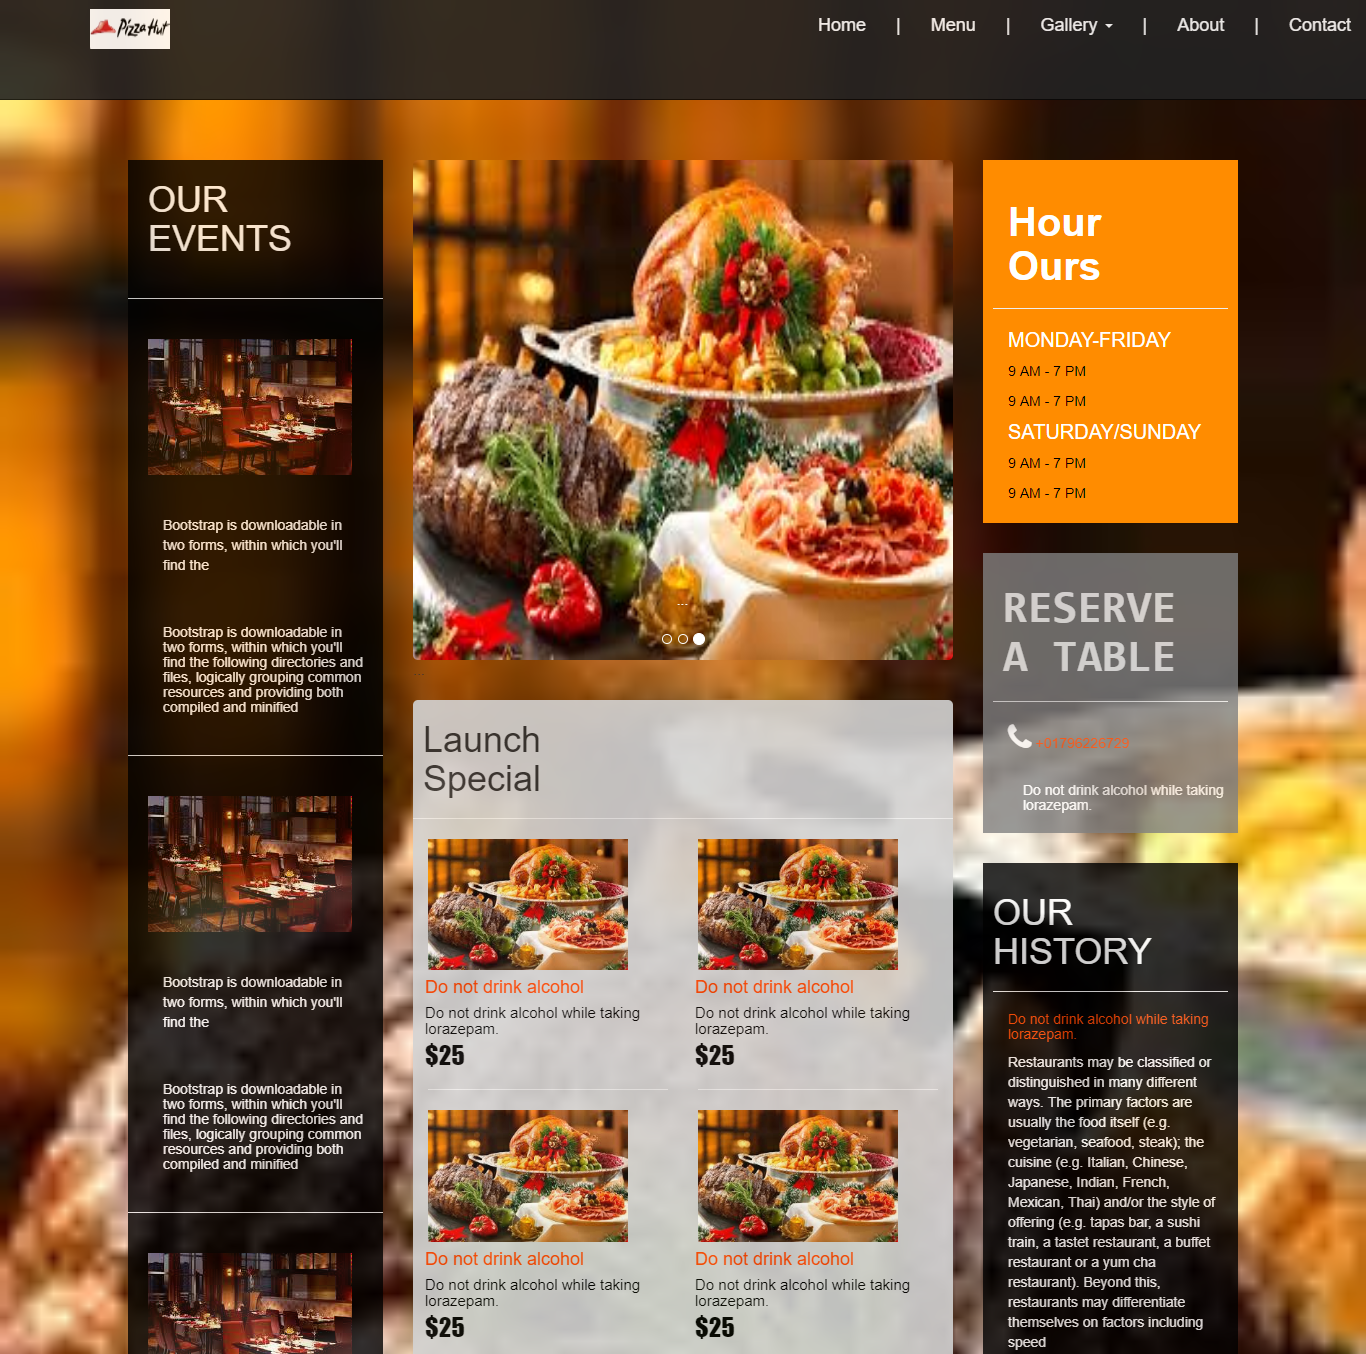 Pizza Hut
Home | Menu | Gallery | About | Contact
OUR
EVENTS
Bootstrap is downloadable in
two forms, within which you'll
find the
Bootstrap is downloadable in
two forms, within which you'll
find the following directories and
files, logically grouping common
resources and providing both
compiled and minified
Bootstrap is downloadable in
two forms, within which you'll
find the
Bootstrap is downloadable in
two forms, within which you'll
find the following directories and
files, logically grouping common
resources and providing both
compiled and minified
...
...
Launch
Special
Do not drink alcohol
Do not drink alcohol while taking
lorazepam.
$25
Do not drink alcohol
Do not drink alcohol while taking
lorazepam.
$25
Do not drink alcohol
Do not drink alcohol while taking
lorazepam.
$25
Do not drink alcohol
Do not drink alcohol while taking
lorazepam.
$25
Hour
Ours
MONDAY-FRIDAY
9 AM - 7 PM
9 AM - 7 PM
SATURDAY/SUNDAY
9 AM - 7 PM
9 AM - 7 PM
RESERVE
A TABLE
Do not drink alcohol while taking
lorazepam.
OUR
HISTORY
Do not drink alcohol while taking
lorazepam.
Restaurants may be classified or
distinguished in many different
ways. The primary factors are
usually the food itself (e.g.
vegetarian, seafood, steak); the
cuisine (e.g. Italian, Chinese,
Japanese, Indian, French,
Mexican, Thai) and/or the style of
offering (e.g. tapas bar, a sushi
train, a tastet restaurant, a buffet
restaurant or a yum cha
restaurant). Beyond this,
restaurants may differentiate
themselves on factors including
speed